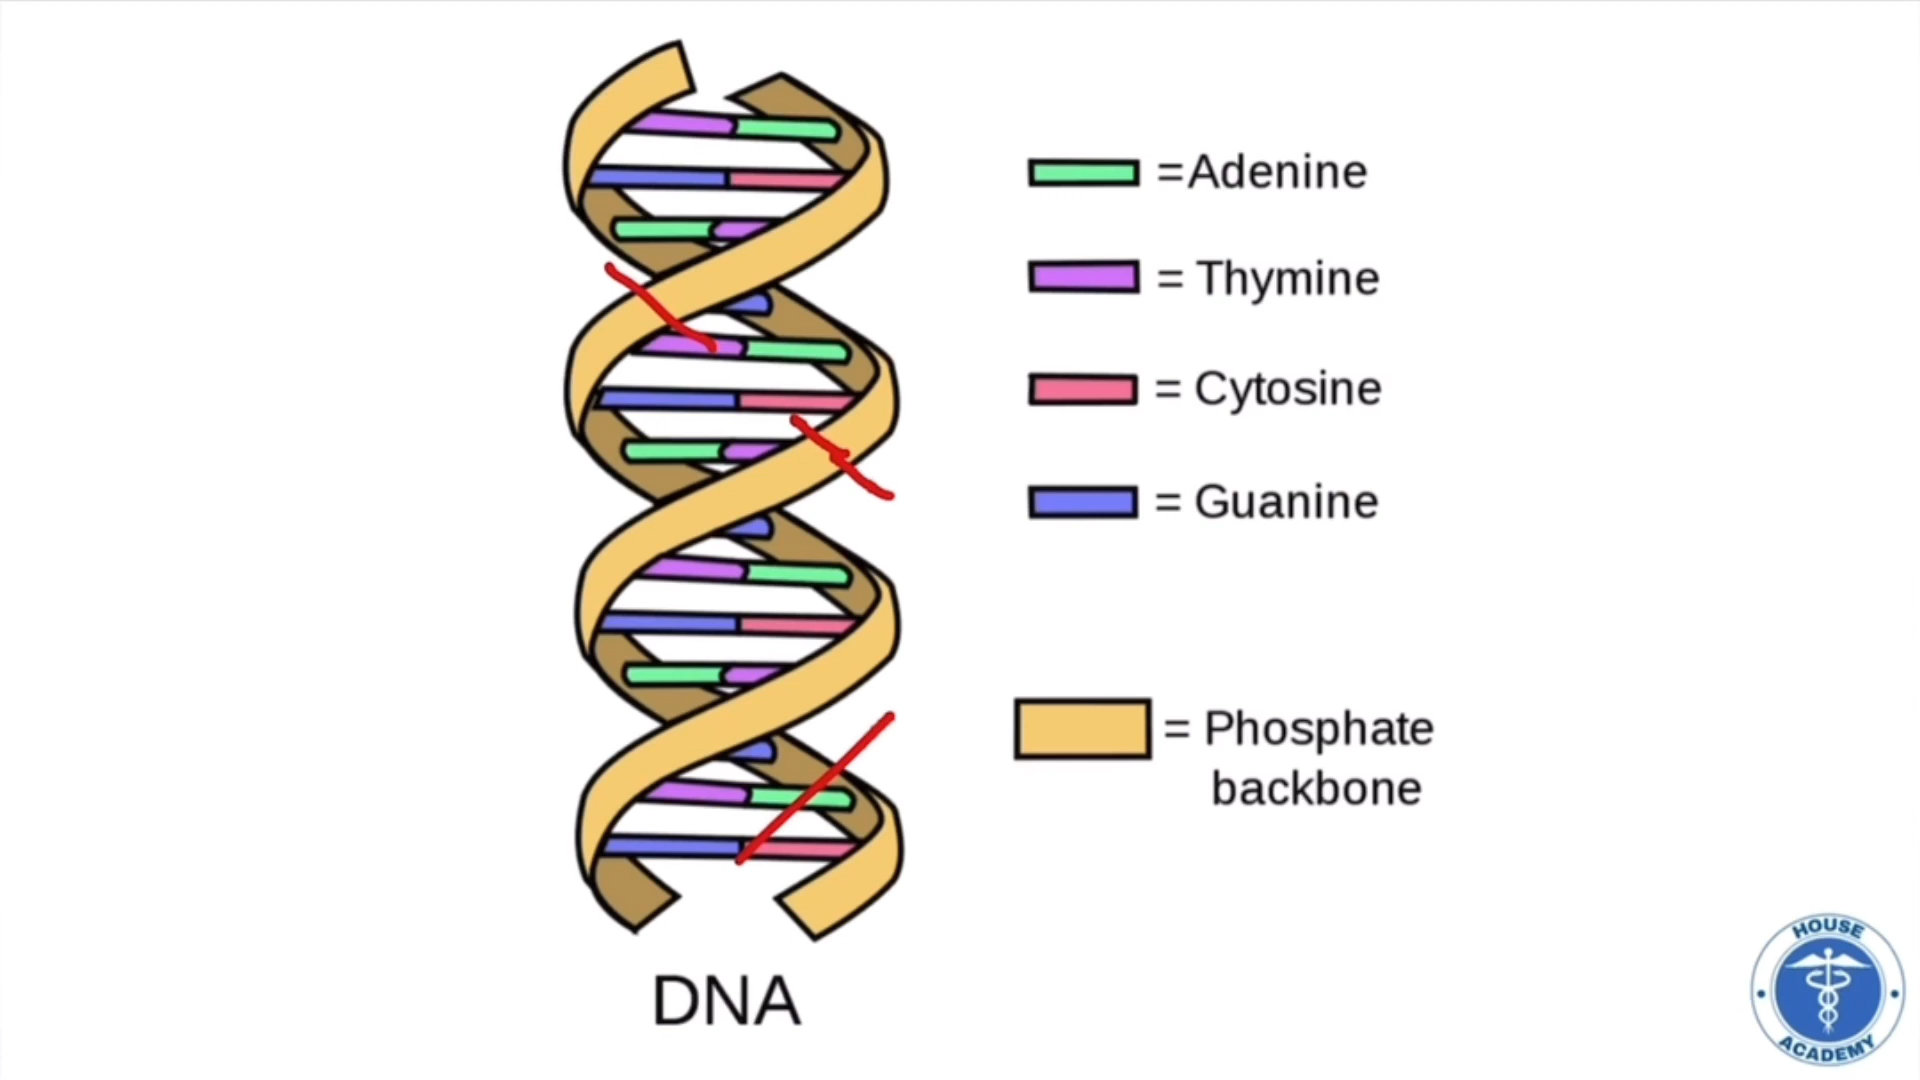 =Adenine
= Thymine
= Cytosine
= Guanine
= Phosphate
backbone
DNA
HOUSE
ACADEMY